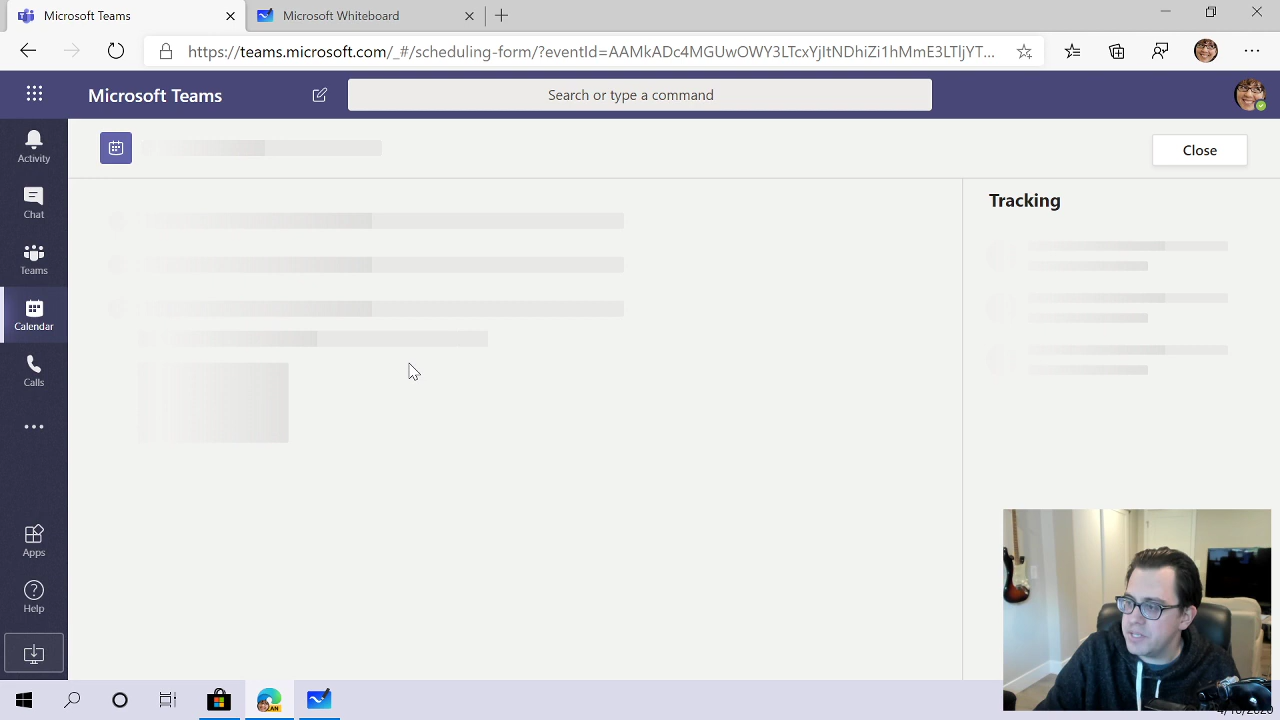 Microsoft Teams
Microsoft Whiteboard
https://teams.microsoft.com/_#/scheduling-form/?eventId=AAMkADc4MGUwOWY3LTcxYjItNDhiZi1hMmE3LTljYT...
Microsoft Teams
Search or type a command
Activity
Chat
Teams
Calendar
Calls
Apps
Help
Close
Tracking